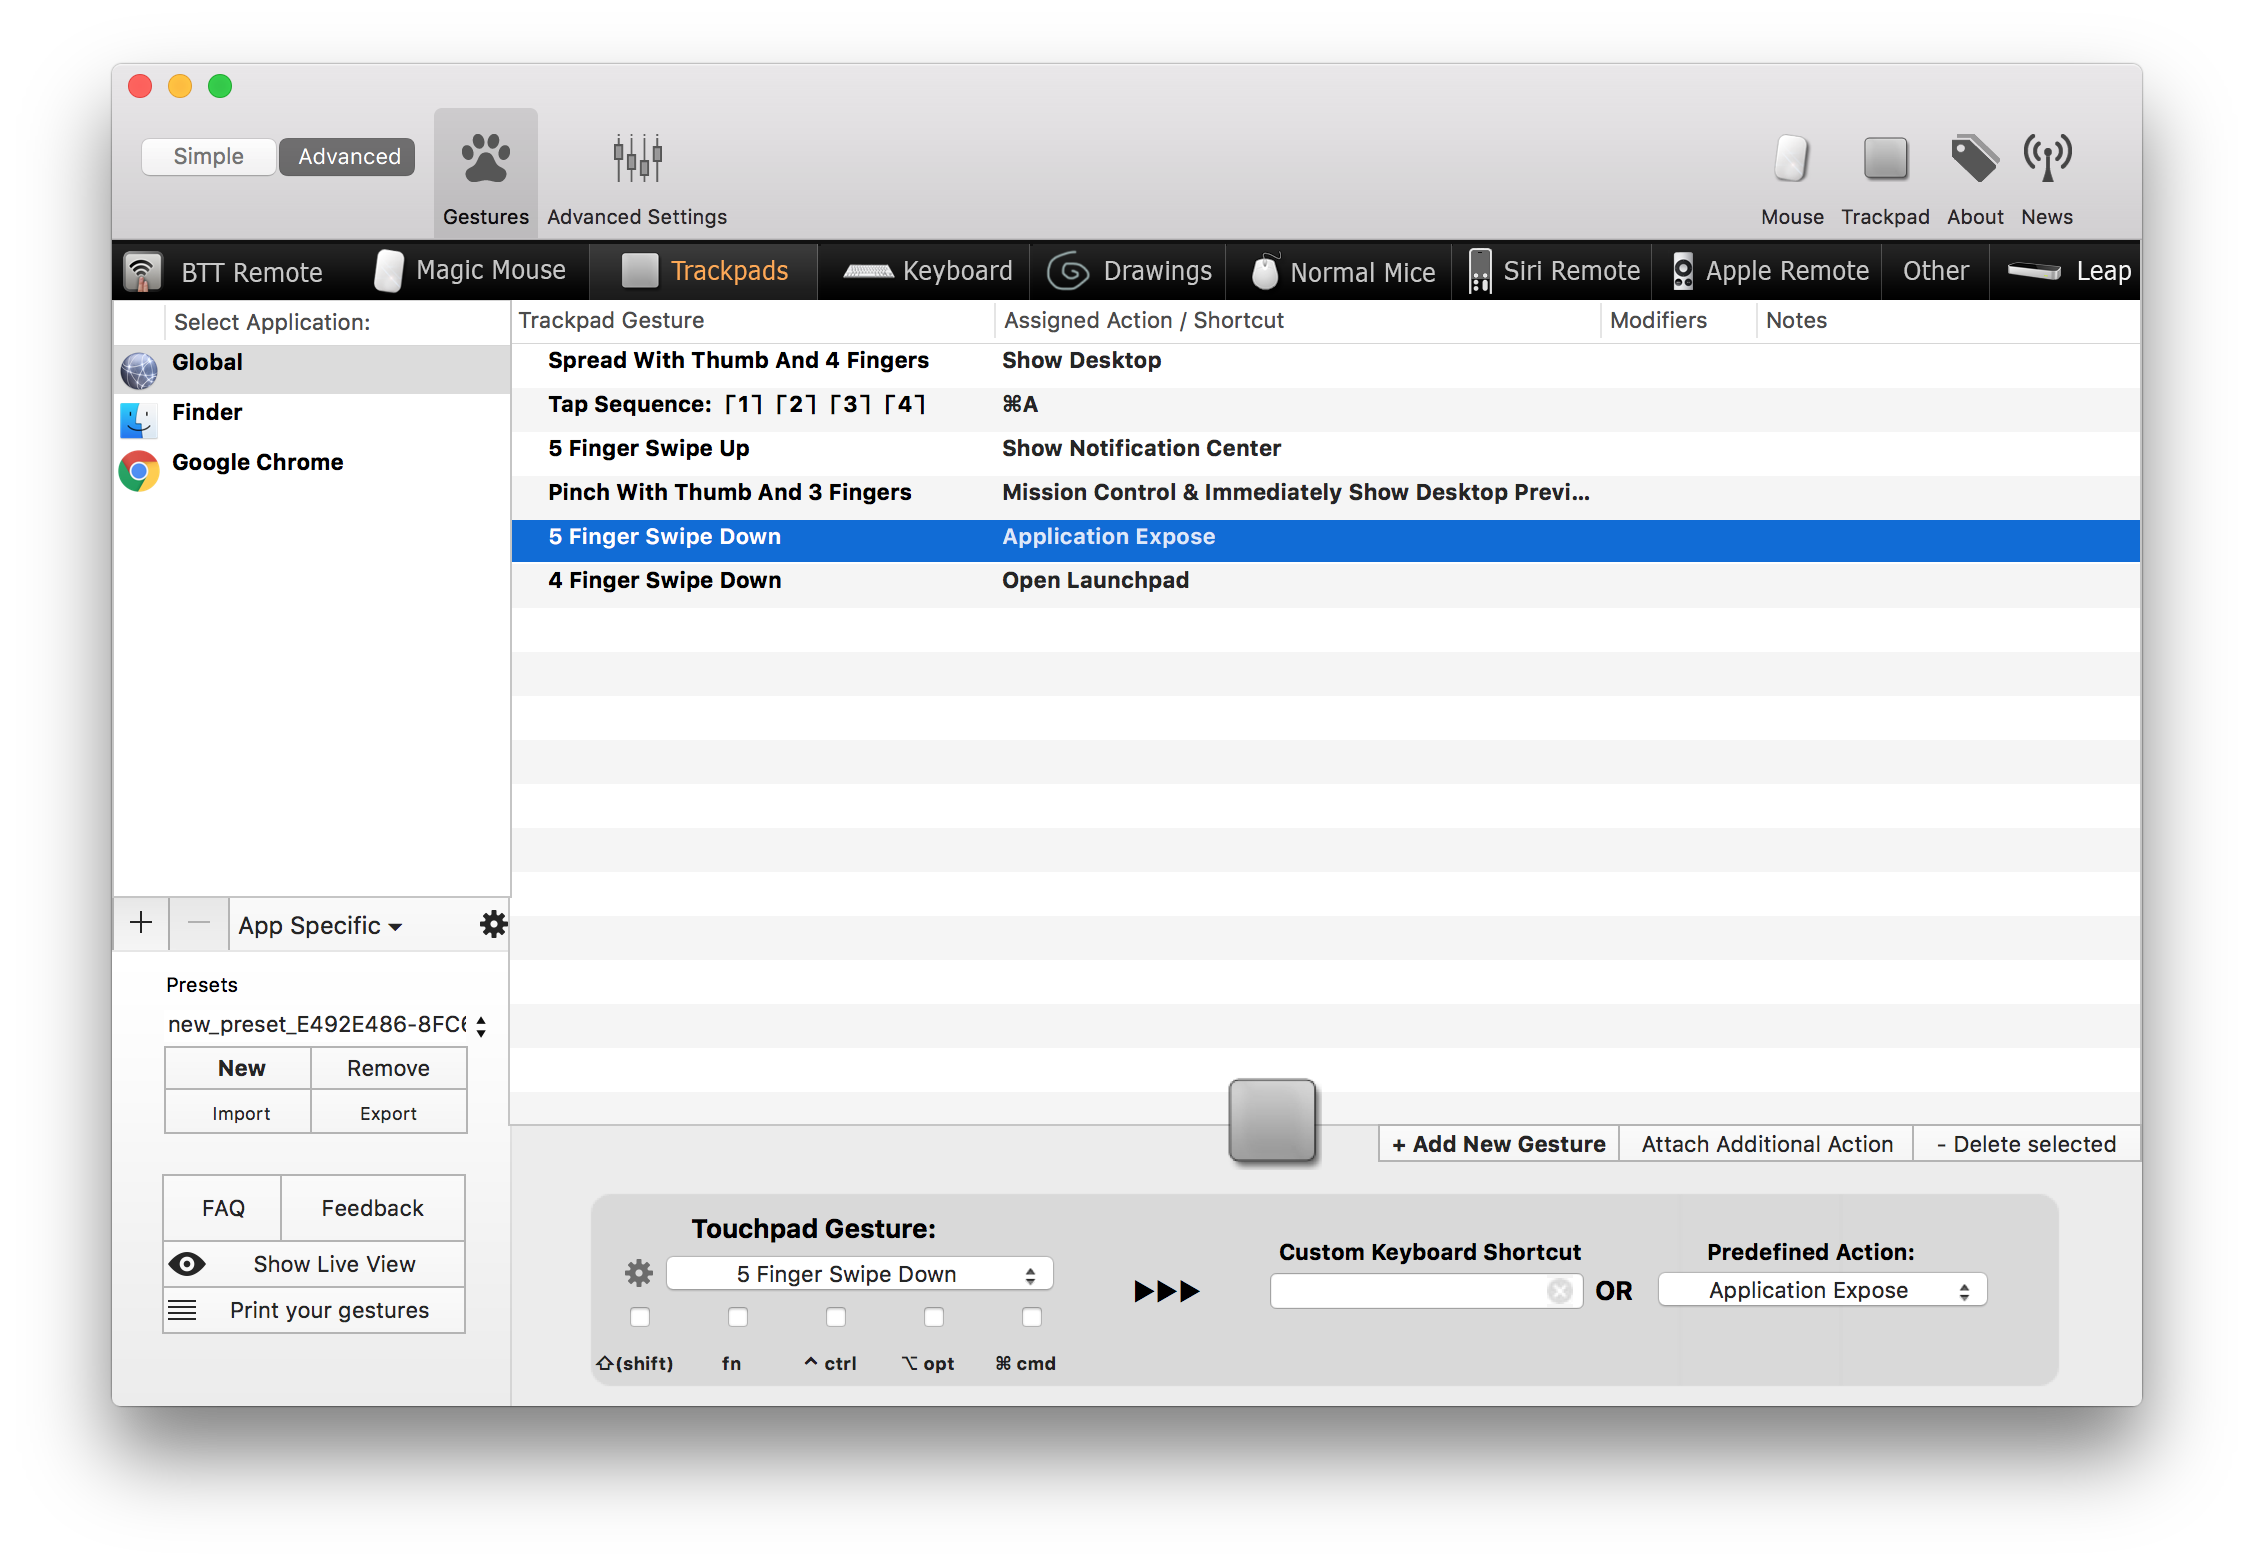 Simple
Advanced
Gestures
Advanced Settings
Mouse
Trackpad
About
News
BTT Remote
Magic Mouse
Trackpads
Keyboard
Drawings
Normal Mice
Siri Remote
Apple Remote
Other
Leap
Select Application:
Global
Finder
Google Chrome
Trackpad Gesture
Assigned Action / Shortcut
Modifiers
Notes
Spread With Thumb And 4 Fingers
Show Desktop
Tap Sequence: ⎡1⎤ ⎡2⎤ ⎡3⎤ ⎡4⎤
⌘A
5 Finger Swipe Up
Show Notification Center
Pinch With Thumb And 3 Fingers
Mission Control & Immediately Show Desktop Previ...
5 Finger Swipe Down
Application Expose
4 Finger Swipe Down
Open Launchpad
App Specific
Presets
new_preset_E492E486-8FC6
New
Remove
Import
Export
FAQ
Feedback
Show Live View
Print your gestures
+ Add New Gesture
Attach Additional Action
- Delete selected
Touchpad Gesture:
5 Finger Swipe Down
⇧(shift)
fn
^ ctrl
⌥ opt
⌘ cmd
Custom Keyboard Shortcut
OR
Predefined Action:
Application Expose